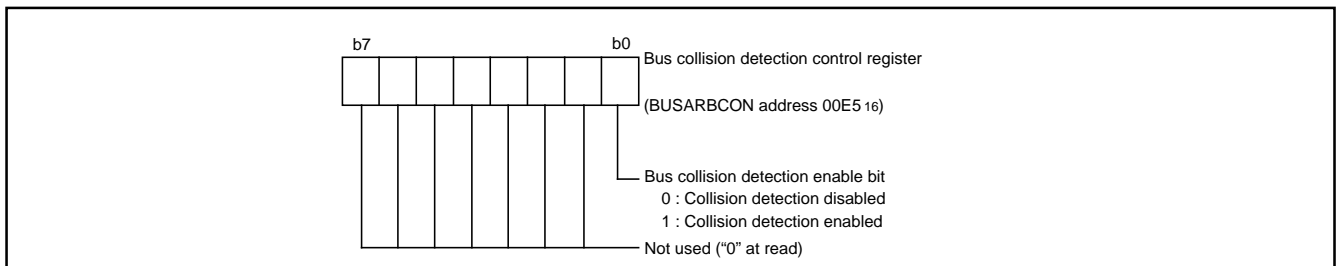 b7 b0
Bus collision detection control register
(BUSARBCON address 00E5 16)
Bus collision detection enable bit
0 : Collision detection disabled
1 : Collision detection enabled
Not used (“0” at read)